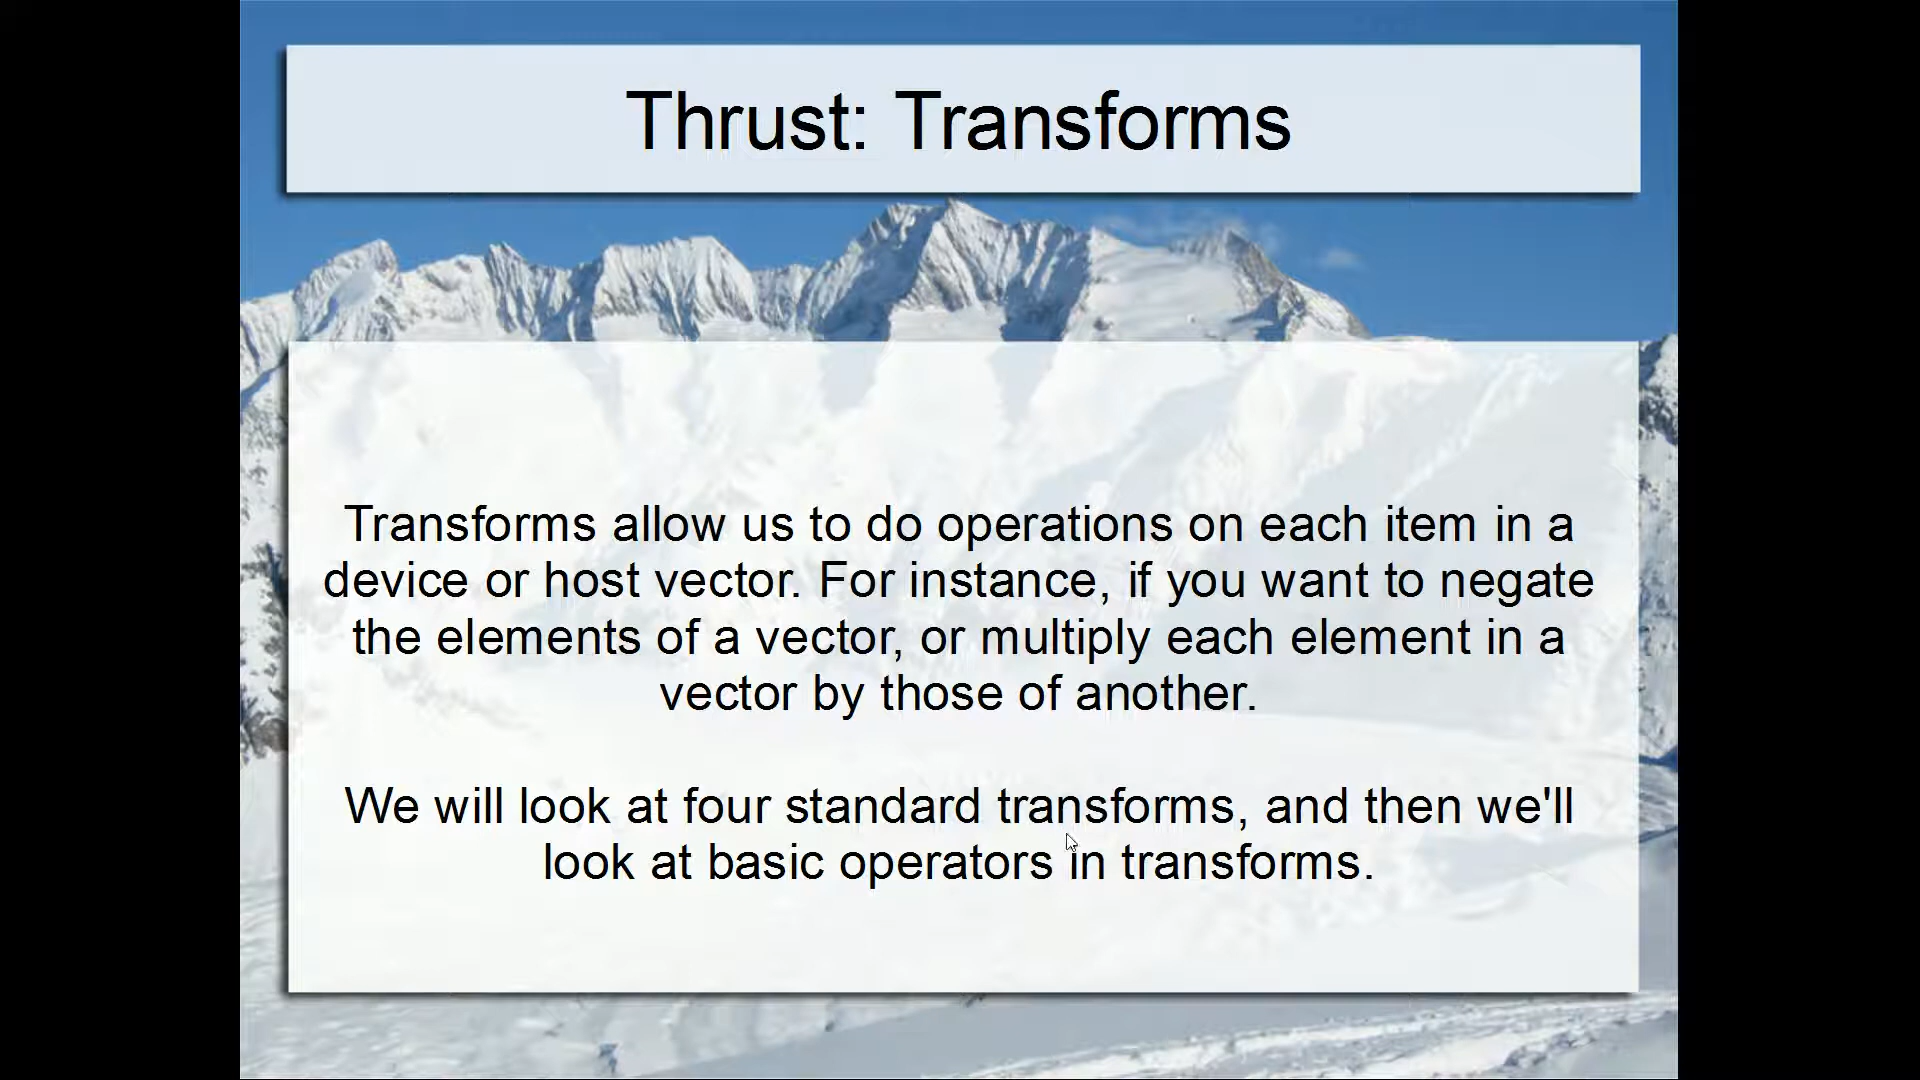 Thrust: Transforms
Transforms allow us to do operations on each item in a
device or host vector. For instance, if you want to negate
the elements of a vector, or multiply each element in a
vector by those of another.
We will look at four standard transforms, and then we'll
look at basic operators in transforms.